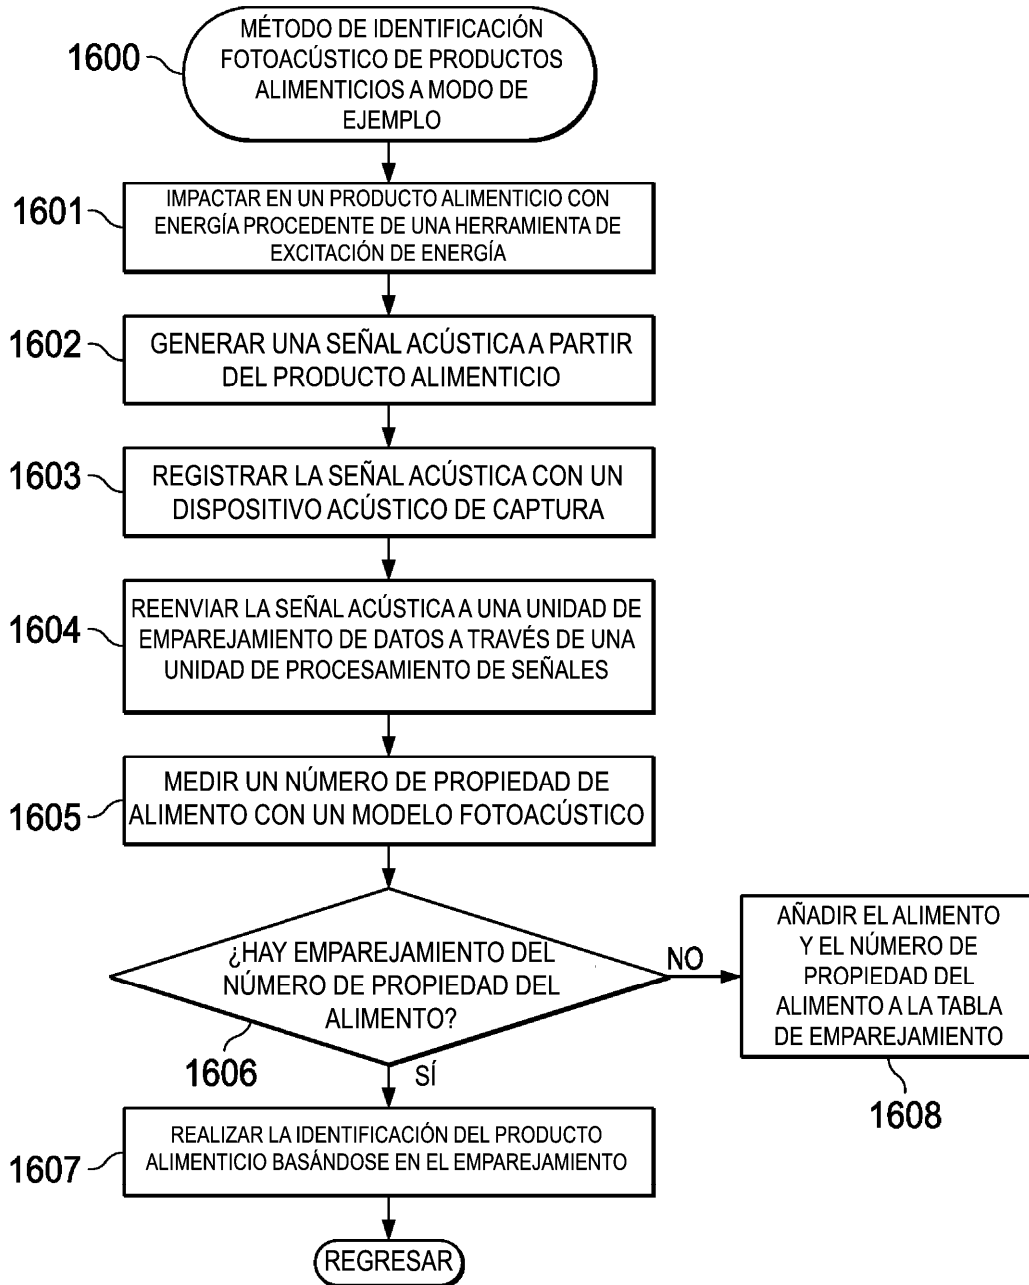 1600
MÉTODO DE IDENTIFICACIÓN
FOTOACÚSTICO DE PRODUCTOS
ALIMENTICIOS A MODO DE
EJEMPLO
1601
IMPACTAR EN UN PRODUCTO ALIMENTICIO CON
ENERGÍA PROCEDENTE DE UNA HERRAMIENTA DE
EXCITACIÓN DE ENERGÍA
1602
GENERAR UNA SEÑAL ACÚSTICA A PARTIR
DEL PRODUCTO ALIMENTICIO
1603
REGISTRAR LA SEÑAL ACÚSTICA CON UN
DISPOSITIVO ACÚSTICO DE CAPTURA
1604
REENVIAR LA SEÑAL ACÚSTICA A UNA UNIDAD DE
EMPAREJAMIENTO DE DATOS A TRAVÉS DE UNA
UNIDAD DE PROCESAMIENTO DE SEÑALES
1605
MEDIR UN NÚMERO DE PROPIEDAD DE
ALIMENTO CON UN MODELO FOTOACÚSTICO
¿HAY EMPAREJAMIENTO DEL
NÚMERO DE PROPIEDAD DEL
ALIMENTO?
1606
NO
AÑADIR EL ALIMENTO
Y EL NÚMERO DE
PROPIEDAD DEL
ALIMENTO A LA TABLA
DE EMPAREJAMIENTO
1608
SÍ
1607
REALIZAR LA IDENTIFICACIÓN DEL PRODUCTO
ALIMENTICIO BASÁNDOSE EN EL EMPAREJAMIENTO
REGRESAR